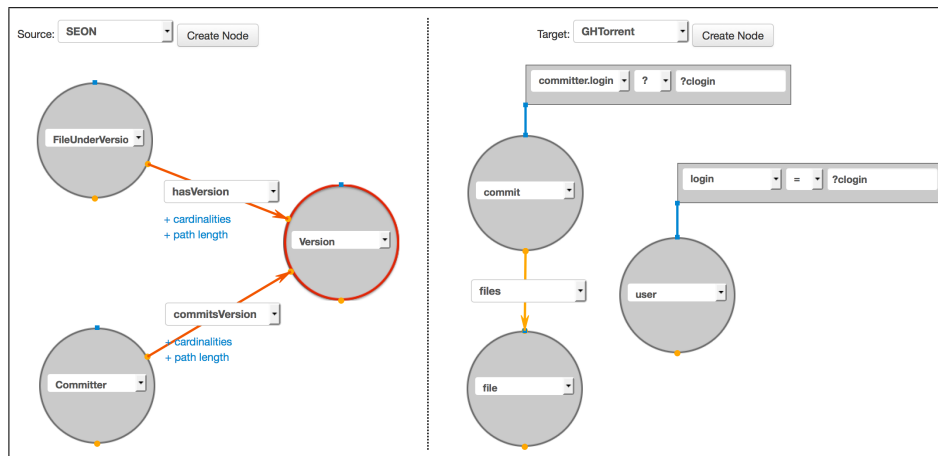 Source: SEON Create Node
FileUnderVersio
hasVersion
+ cardinalities
+ path length
Version
commitsVersion
+ cardinalities
+ path length
Committer
Target: GHTorrent Create Node
committer.login ? ?clogin
login = ?clogin
commit
files
user
file